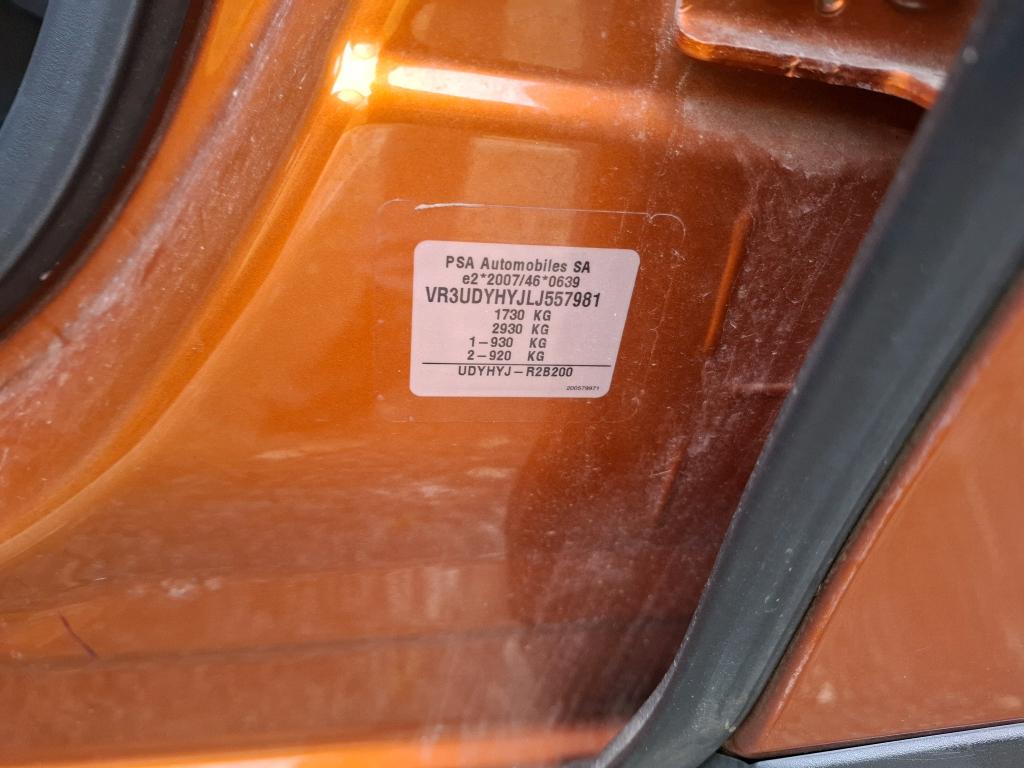 PSA Automobiles SA
e2*2007/46*0639
VR3UDYHYJLJ557981
1730 KG
2930 KG
1-930 KG
2-920 KG
UDYHYJ-R2B200
200579971